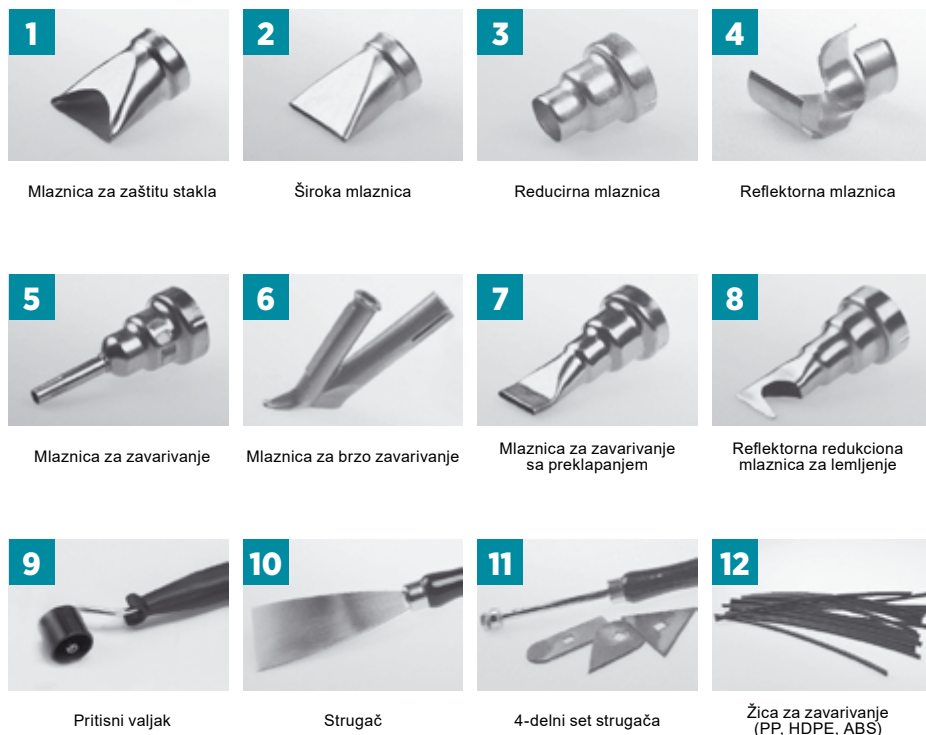 1
2
3
4
Mlaznica za zaštitu stakla
Široka mlaznica
Reducirna mlaznica
Reflektorna mlaznica
5
6
7
8
Mlaznica za zavarivanje
Mlaznica za brzo zavarivanje
Mlaznica za zavarivanje
sa preklapanjem
Reflektorna redukciona
mlaznica za lemljenje
9
10
11
12
Pritisni valjak
Strugač
4-delni set strugača
Žica za zavarivanje
(PP, HDPE, ABS)